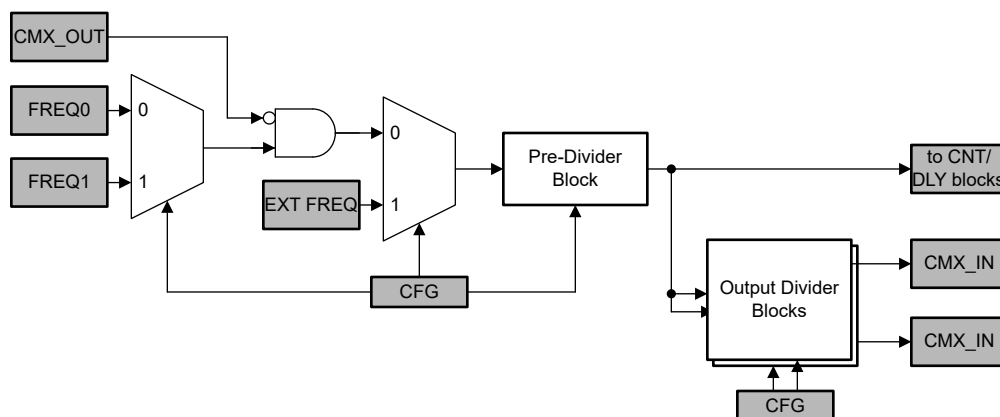 CMX_OUT
FREQ0
0
FREQ1
1
0
EXT FREQ
1
Pre-Divider
Block
to CNT/
DLY blocks
CFG
Output Divider
Blocks
CMX_IN
CMX_IN
CFG